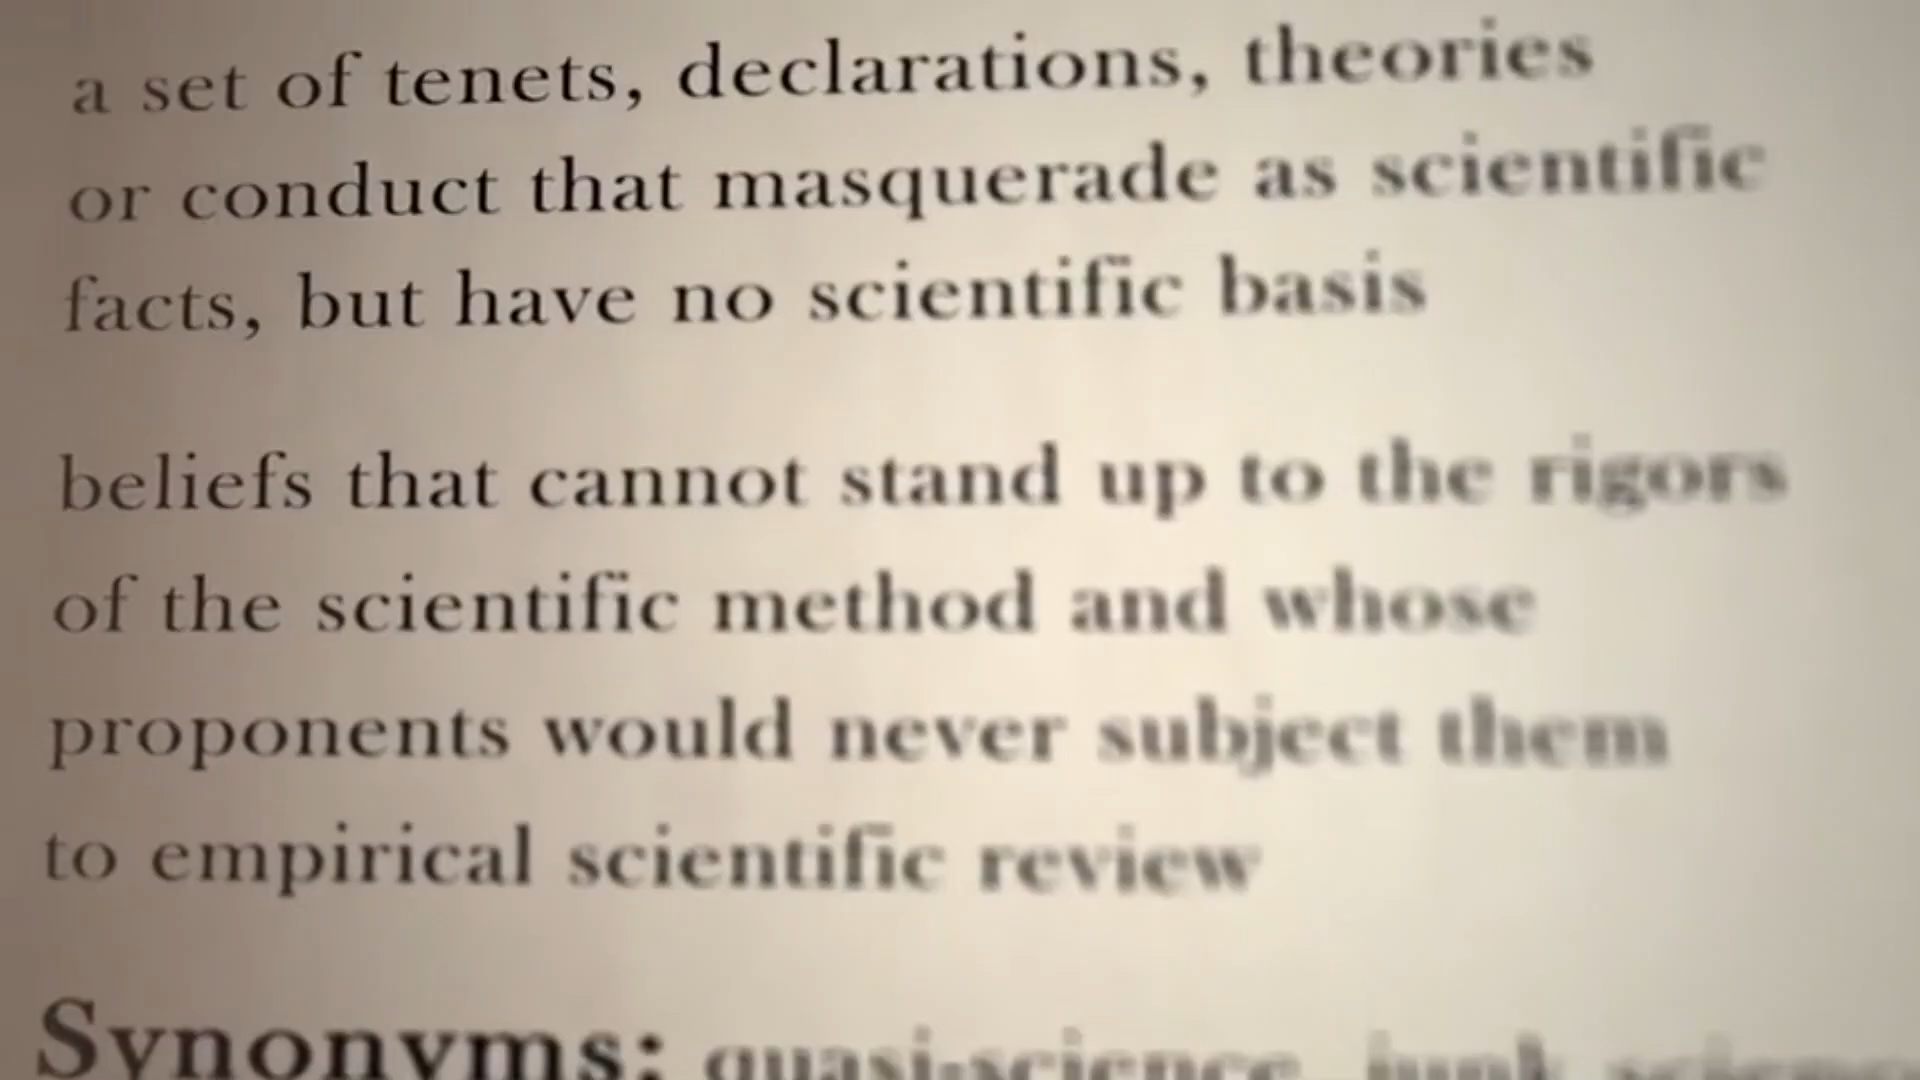 a set of tenets, declarations, theories
or conduct that masquerade as scientific
facts, but have no scientific basis
beliefs that cannot stand up to the rigors
of the scientific method and whose
proponents would never subject them
to empirical scientific review
Synonyms: quasi-science, junk science